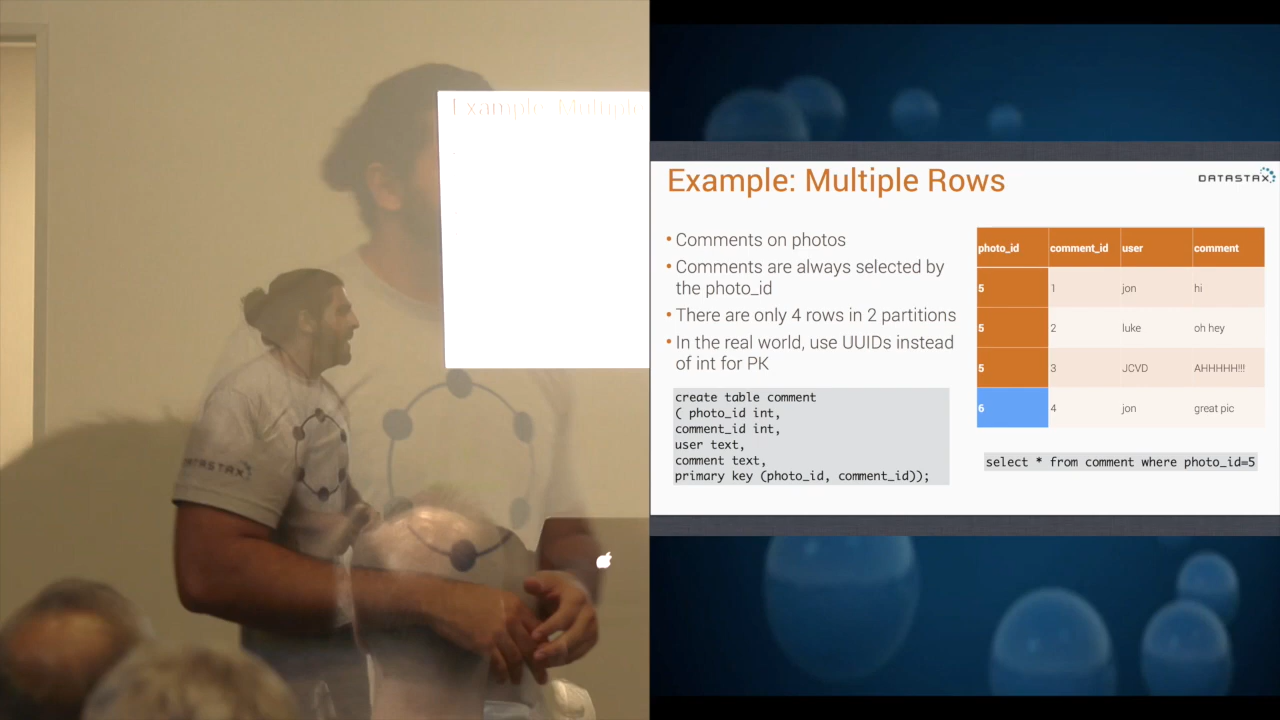 Example: Multiple
DATASTAX
Example: Multiple Rows
DATASTAX
• Comments on photos
• Comments are always selected by
the photo_id
• There are only 4 rows in 2 partitions
• In the real world, use UUIDs instead
of int for PK
create table comment
( photo_id int,
comment_id int,
user text,
comment text,
primary key (photo_id, comment_id));
photo_id comment_id user comment
5 1 jon hi
5 2 luke oh hey
5 3 JCVD AHHHHH!!!
6 4 jon great pic
select * from comment where photo_id=5